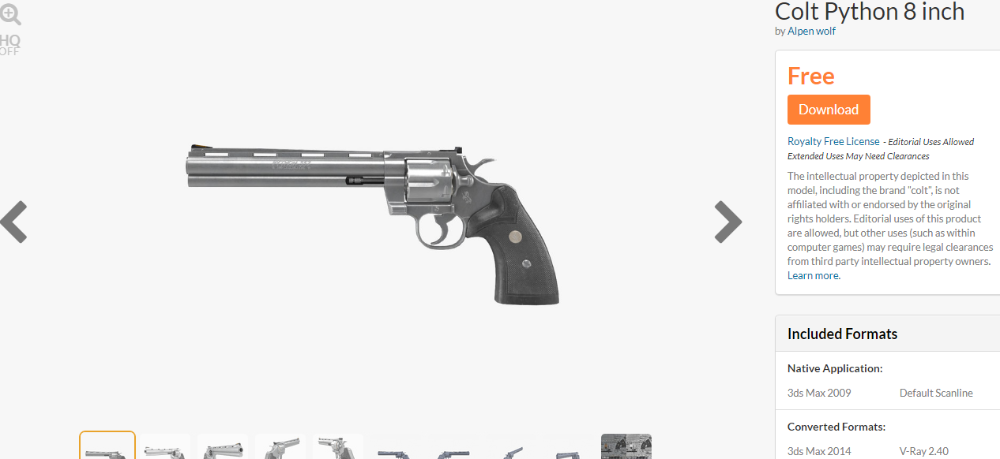 HQ
OFF
Colt Python 8 inch
by Alpen wolf
Free
Download
Royalty Free License - Editorial Uses Allowed
Extended Uses May Need Clearances
The intellectual property depicted in this
model, including the brand "colt", is not
affiliated with or endorsed by the original
rights holders. Editorial uses of this product
are allowed, but other uses (such as within
computer games) may require legal clearances
from third party intellectual property owners.
Learn more.
Included Formats
Native Application:
3ds Max 2009 Default Scanline
Converted Formats:
3ds Max 2014 V-Ray 2.40